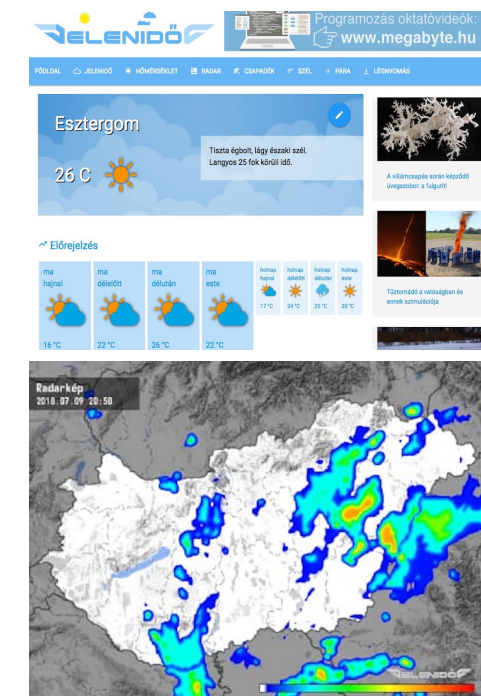 JELENIDŐ
Programozás oktatóvideók:
www.megabyte.hu
FŐOLDAL JELENIDŐ HŐMÉRSÉKLET RADAR CSAPADÉK SZÉL PÁRA LÉGNYOMÁS
Esztergom
Tiszta égbolt, lágy északi szél.
Langyos 25 fok körüli idő.
26 C
A villámcsapás során képződő
üvegszobor: a fulgurit!
Előrejelzés
ma
hajnal
16 °C
ma
délelőtt
22 °C
ma
délután
26 °C
ma
este
22 °C
holnap
hajnal
17 °C
holnap
délelőtt
24 °C
holnap
délután
25 °C
holnap
este
20 °C
Tűztornádó a valóságban és
ennek szimulációja
Radarkép
2018.07.09 20:50
JELENIDŐ